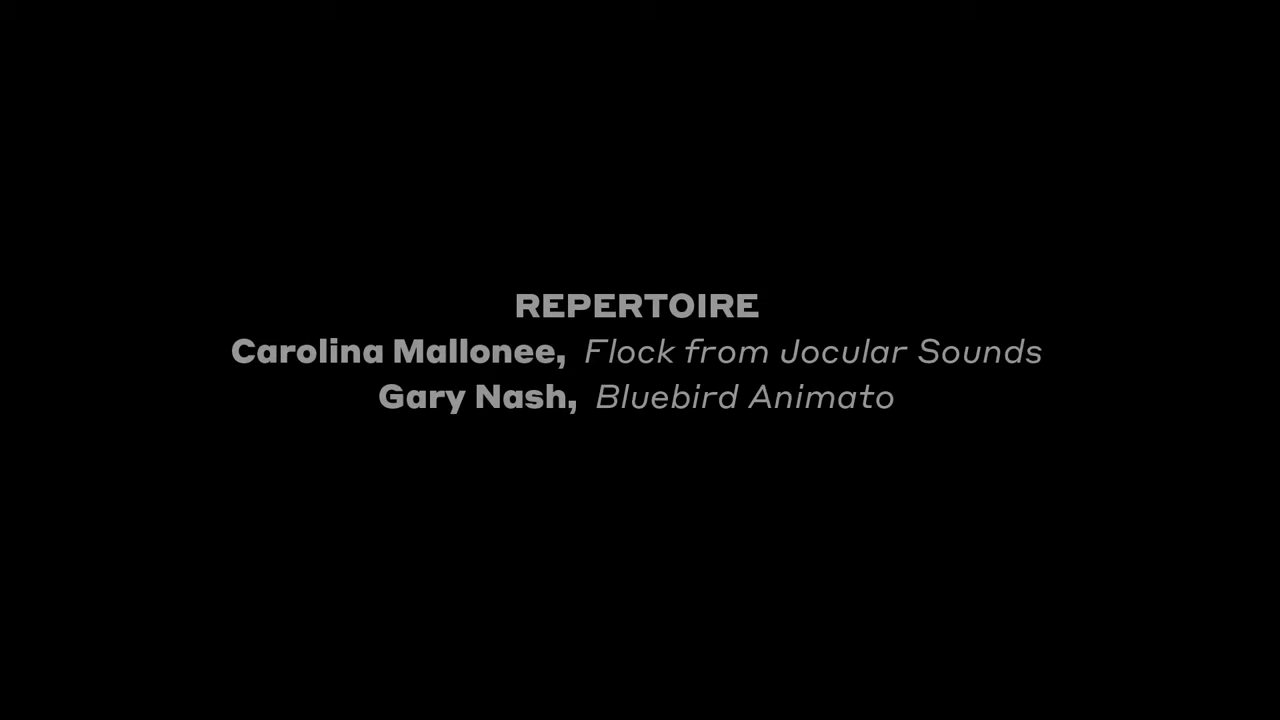 REPERTOIRE
Carolina Mallonee, Flock from Jocular Sounds
Gary Nash, Bluebird Animato